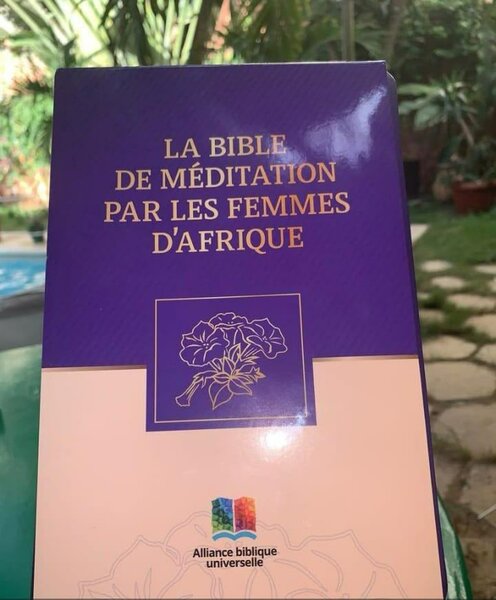 LA BIBLE
DE MÉDITATION
PAR LES FEMMES
D'AFRIQUE
Alliance biblique
universelle